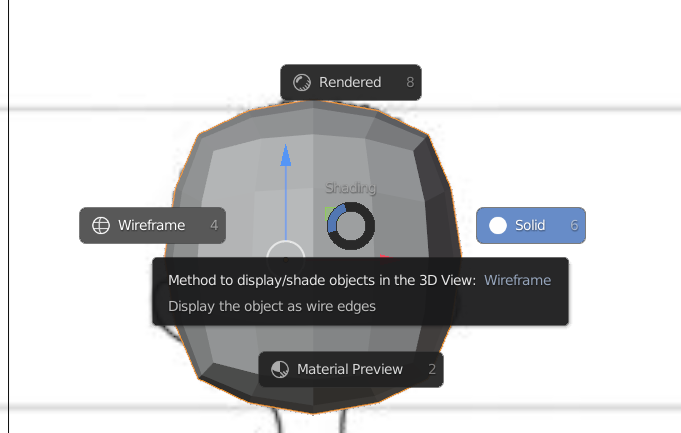 Rendered 8
Shading
Wireframe 4
Solid 6
Method to display/shade objects in the 3D View: Wireframe
Display the object as wire edges
Material Preview 2